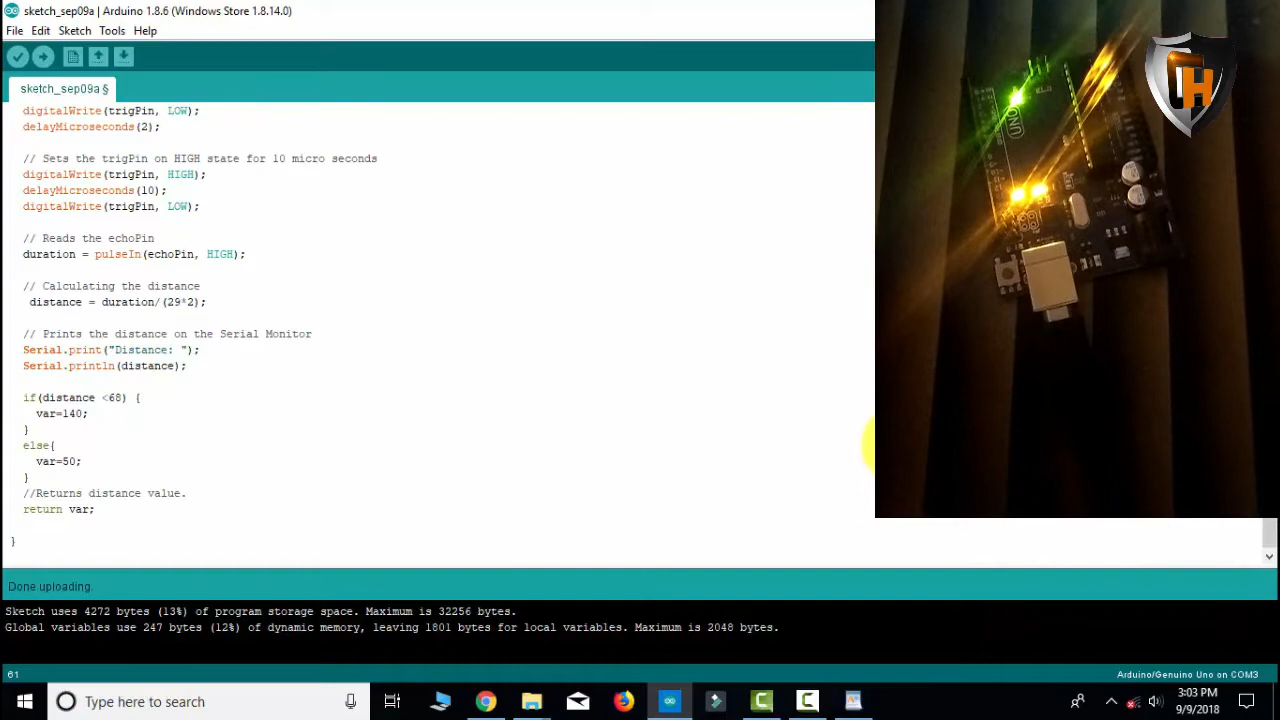 sketch_sep09a | Arduino 1.8.6 (Windows Store 1.8.14.0)
File Edit Sketch Tools Help
sketch_sep09a §
digitalWrite(trigPin, LOW);
delayMicroseconds(2);
// Sets the trigPin on HIGH state for 10 micro seconds
digitalWrite(trigPin, HIGH);
delayMicroseconds(10);
digitalWrite(trigPin, LOW);
// Reads the echoPin
duration = pulseIn(echoPin, HIGH);
// Calculating the distance
distance = duration/(29*2);
// Prints the distance on the Serial Monitor
Serial.print("Distance: ");
Serial.println(distance);
if(distance <68) {
var=140;
}
else{
var=50;
}
//Returns distance value.
return var;
}
Done uploading.
Sketch uses 4272 bytes (13%) of program storage space. Maximum is 32256 bytes.
Global variables use 247 bytes (12%) of dynamic memory, leaving 1801 bytes for local variables. Maximum is 2048 bytes.
61
Arduino/Genuino Uno on COM3
Type here to search
3:03 PM
9/9/2018
UNO